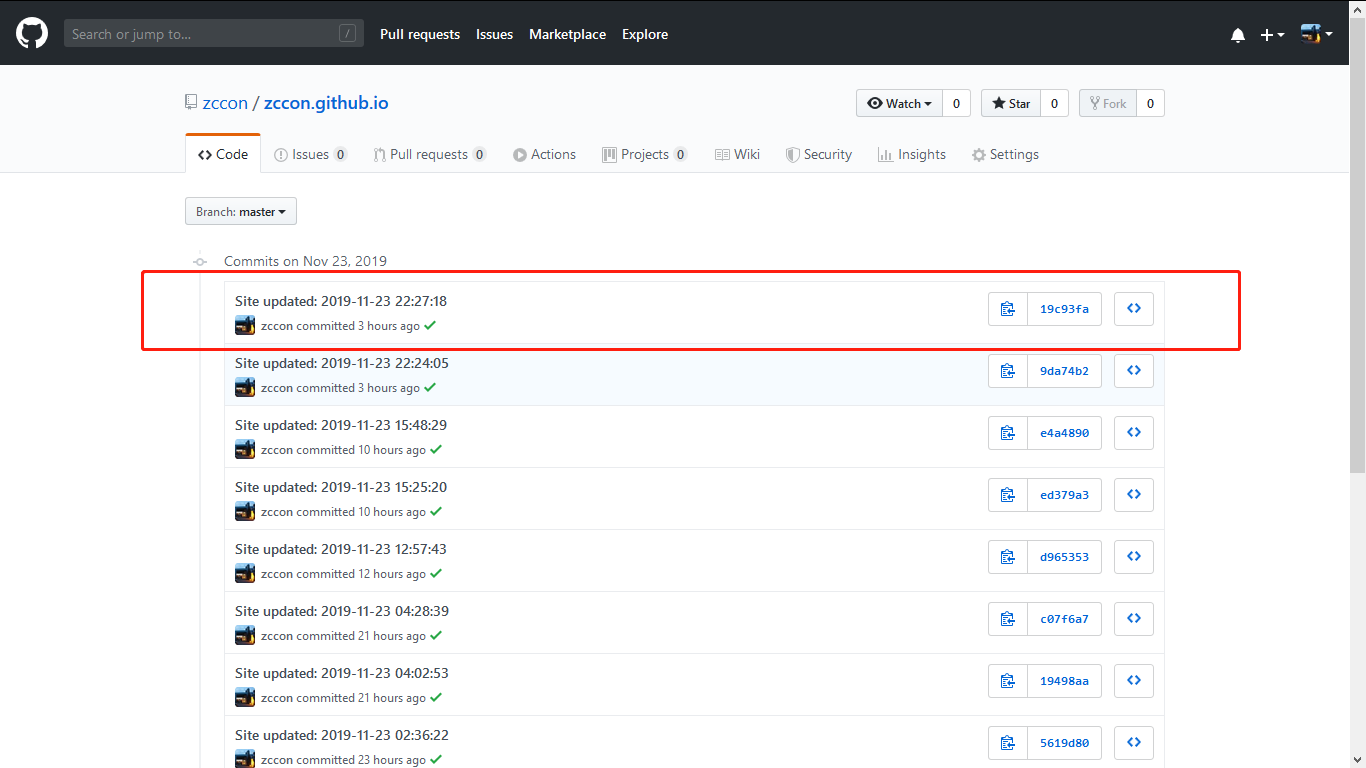 Search or jump to... / Pull requests Issues Marketplace Explore
zccon / zccon.github.io Watch 0 Star 0 Fork 0
Code Issues 0 Pull requests 0 Actions Projects 0 Wiki Security Insights Settings
Branch: master
Commits on Nov 23, 2019
Site updated: 2019-11-23 22:27:18
zccon committed 3 hours ago
19c93fa
Site updated: 2019-11-23 22:24:05
zccon committed 3 hours ago
9da74b2
Site updated: 2019-11-23 15:48:29
zccon committed 10 hours ago
e4a4890
Site updated: 2019-11-23 15:25:20
zccon committed 10 hours ago
ed379a3
Site updated: 2019-11-23 12:57:43
zccon committed 12 hours ago
d965353
Site updated: 2019-11-23 04:28:39
zccon committed 21 hours ago
c07f6a7
Site updated: 2019-11-23 04:02:53
zccon committed 21 hours ago
19498aa
Site updated: 2019-11-23 02:36:22
zccon committed 23 hours ago
5619d80